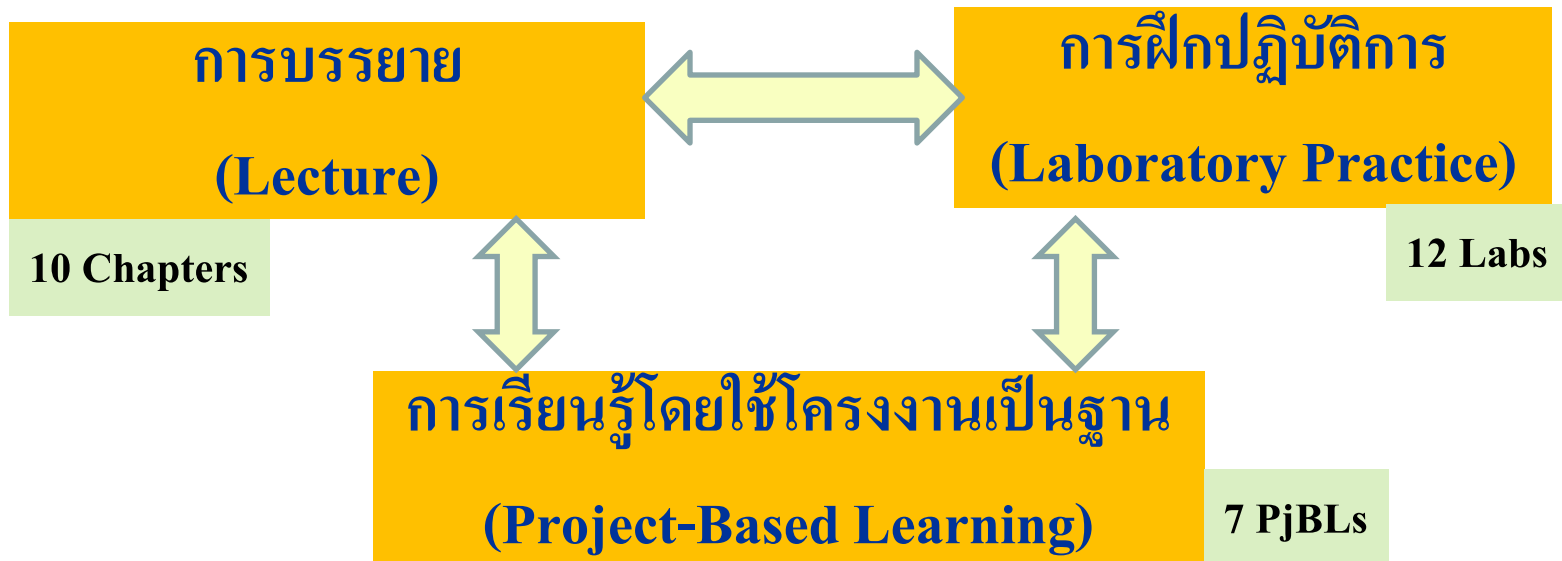 การบรรยาย
(Lecture)
10 Chapters
การฝึกปฏิบัติการ
(Laboratory Practice)
12 Labs
การเรียนรู้โดยใช้โครงงานเป็นฐาน
(Project-Based Learning)
7 PjBLs